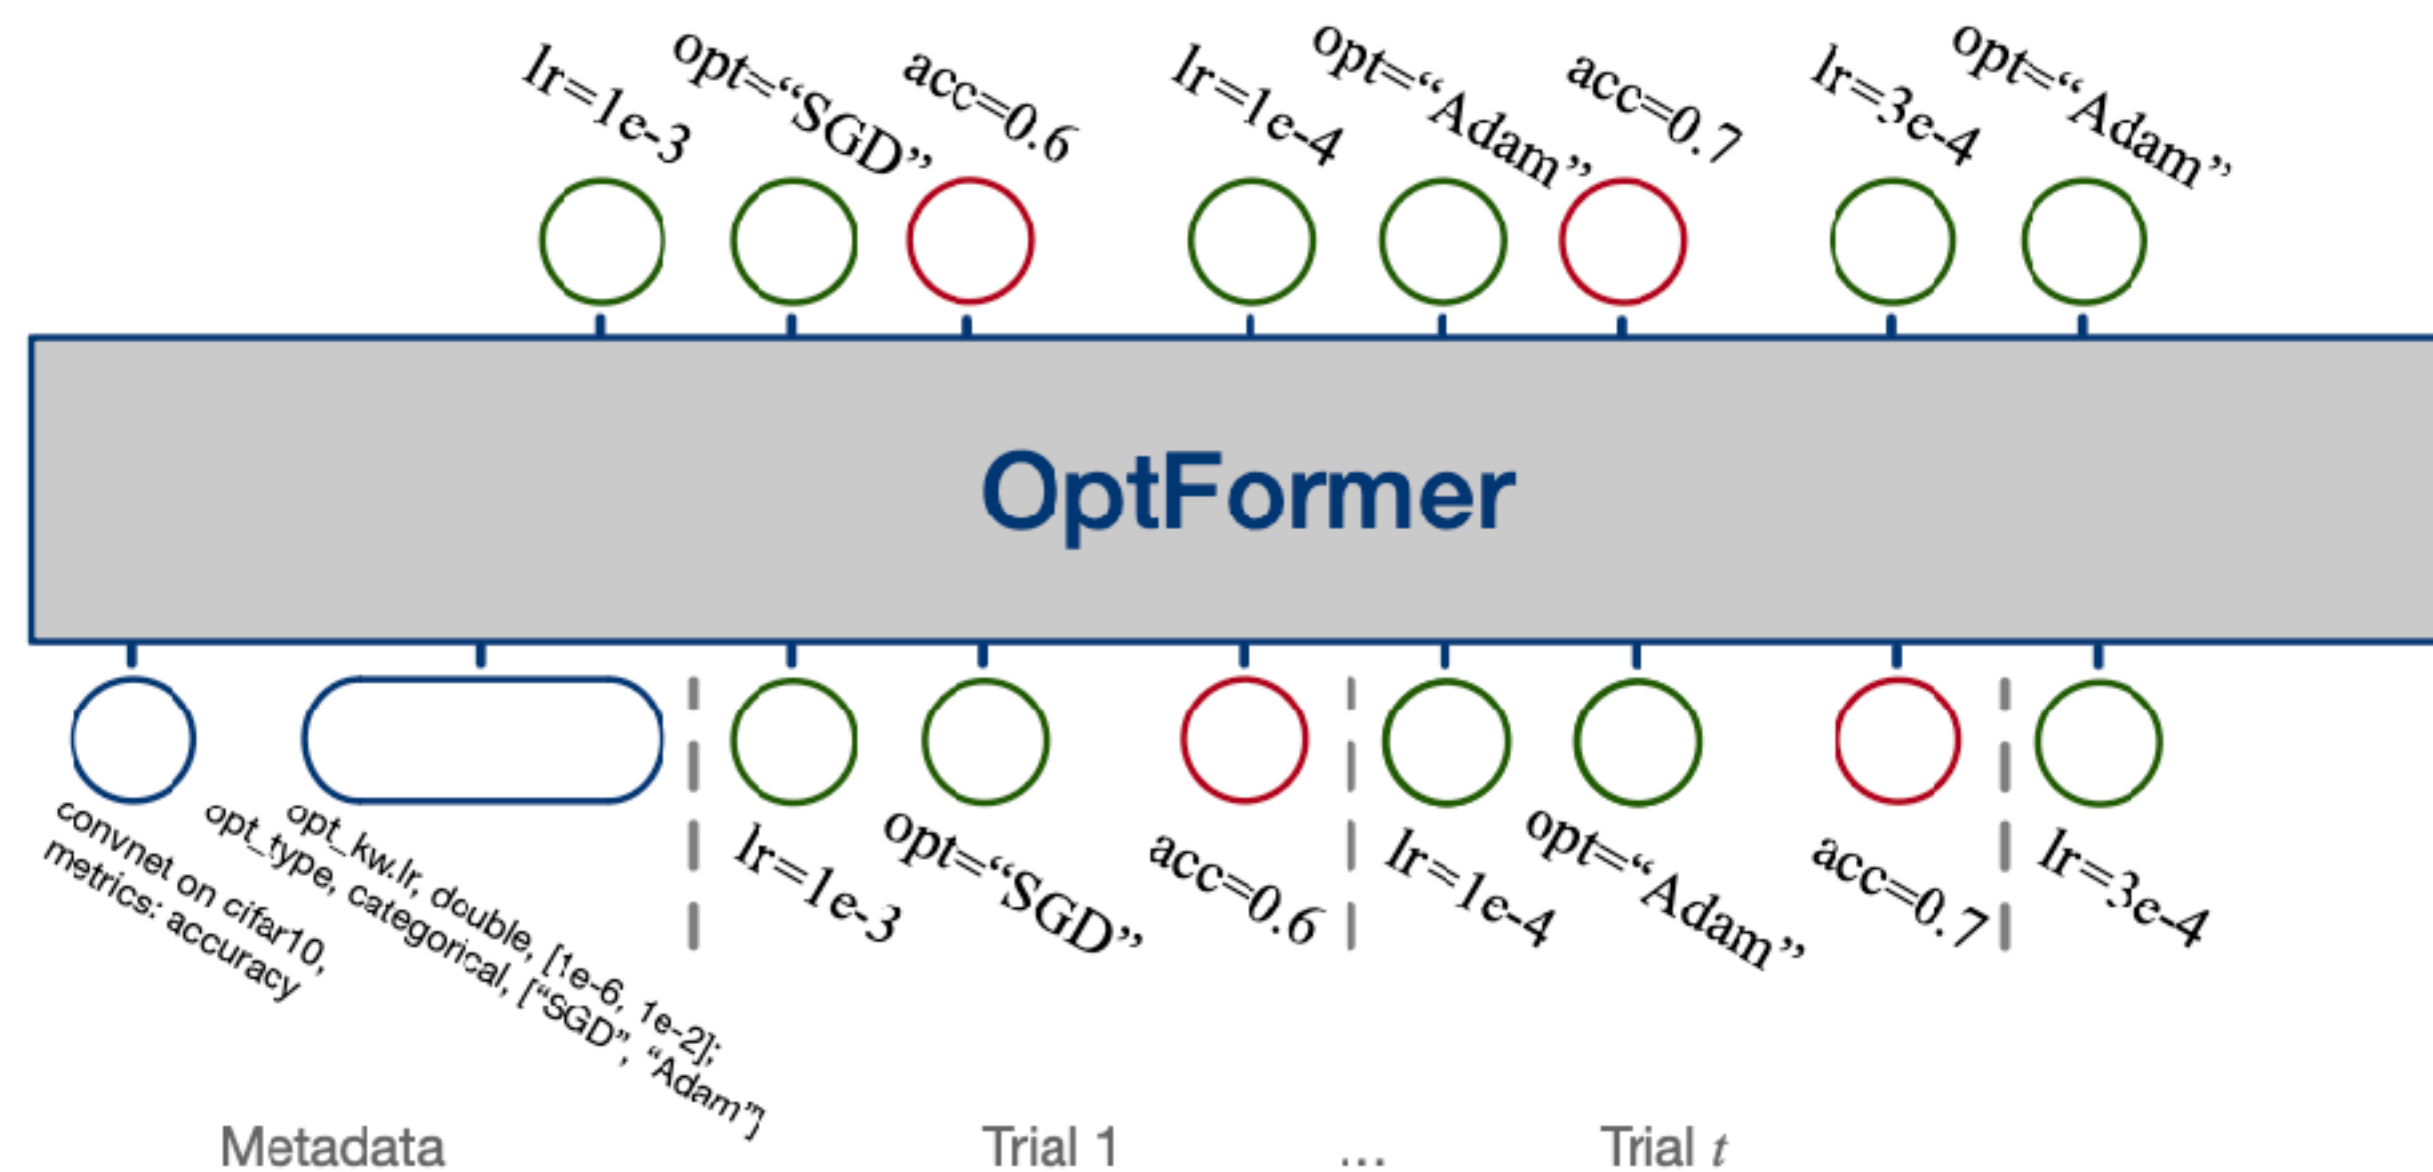 lr=1e-3
opt=“SGD”
acc=0.6
lr=1e-4
opt=“Adam”
acc=0.7
lr=3e-4
opt=“Adam”
OptFormer
convnet on cifar10,
metrics: accuracy
opt_kw.lr, double, [1e-6, 1e-2];
opt_type, categorical, [“SGD”, “Adam”]
lr=1e-3
opt=“SGD”
acc=0.6
lr=1e-4
opt=“Adam”
acc=0.7
lr=3e-4
Metadata
Trial 1
...
Trial t